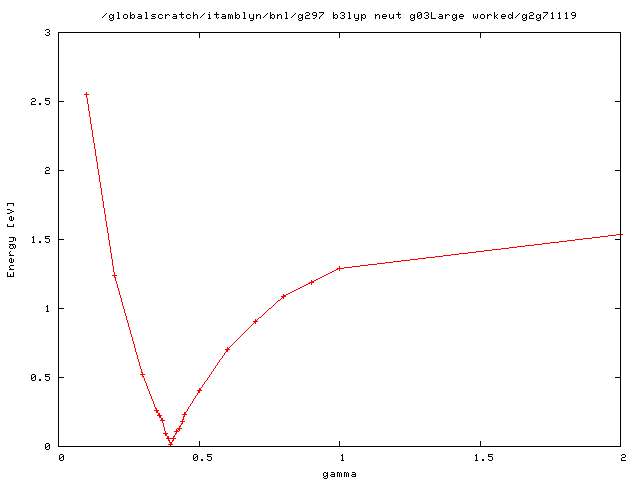 /globalscratch/itamblyn/bnl/g297 b3lyp neut g03Large worked/g2g71119
3
2.5
2
1.5
1
0.5
0
Energy [eV]
0 0.5 1 1.5 2
gamma